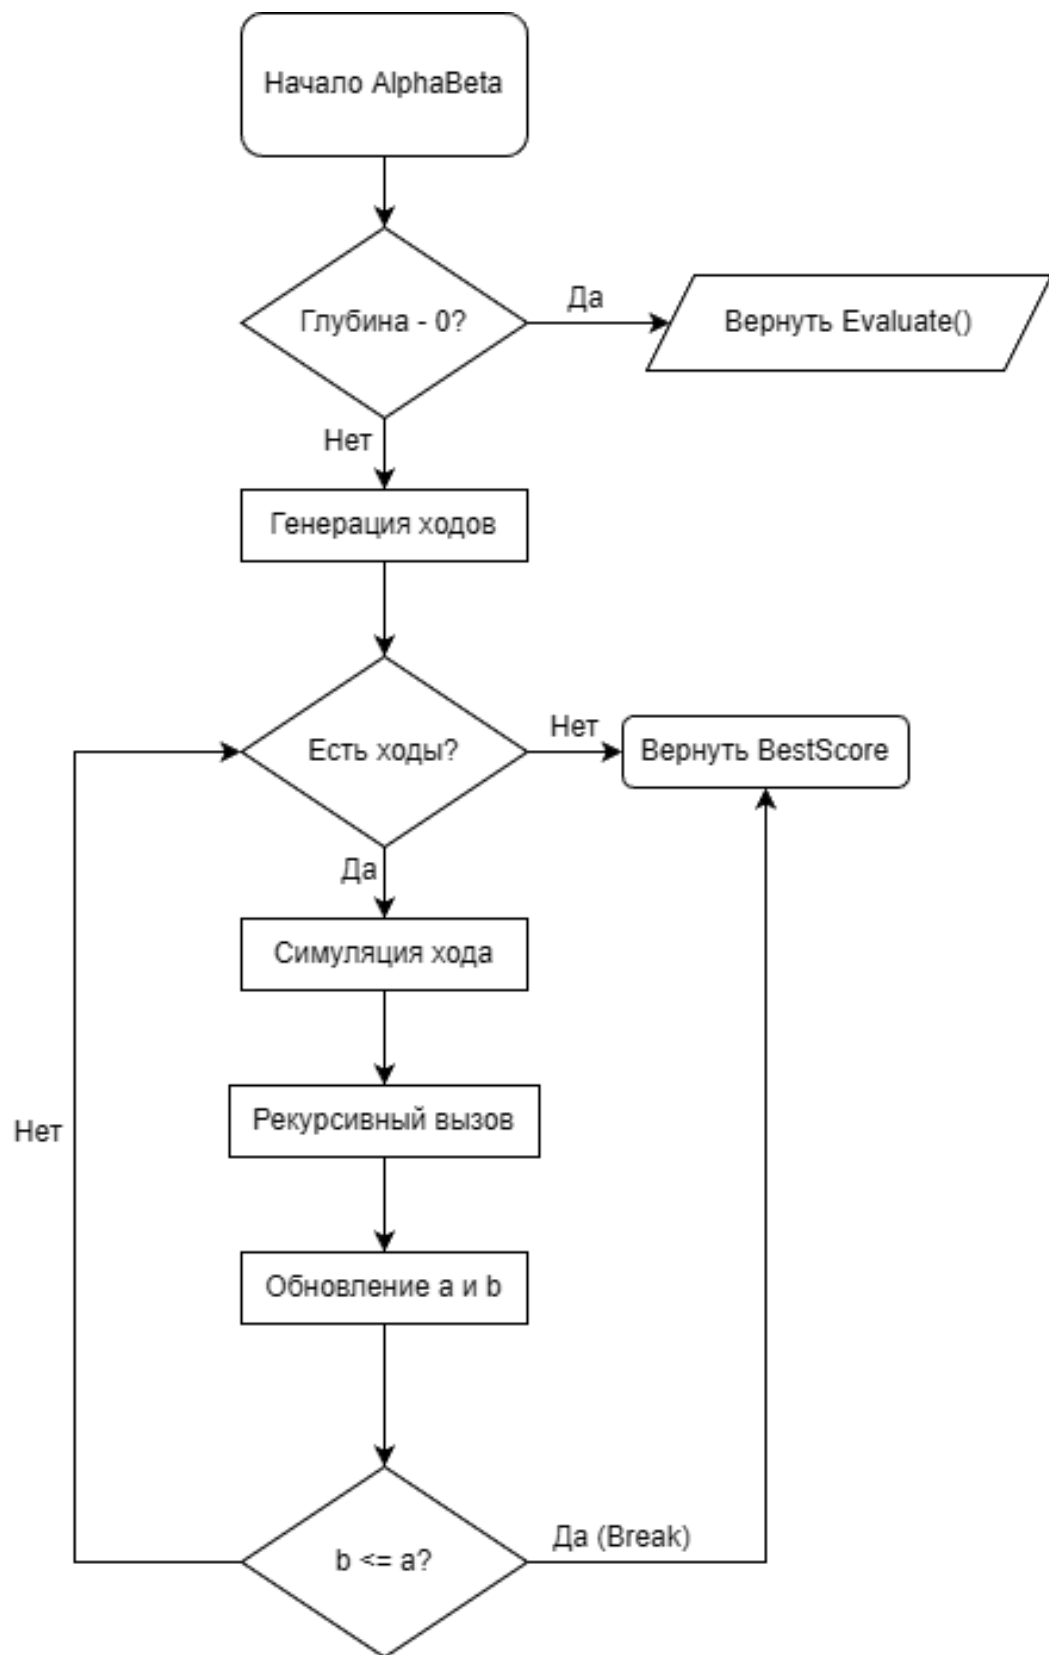 Начало AlphaBeta
Глубина - 0?
Да
Вернуть Evaluate()
Нет
Генерация ходов
Есть ходы?
Нет
Вернуть BestScore
Да
Симуляция хода
Рекурсивный вызов
Нет
Обновление a и b
b <= a?
Да (Break)